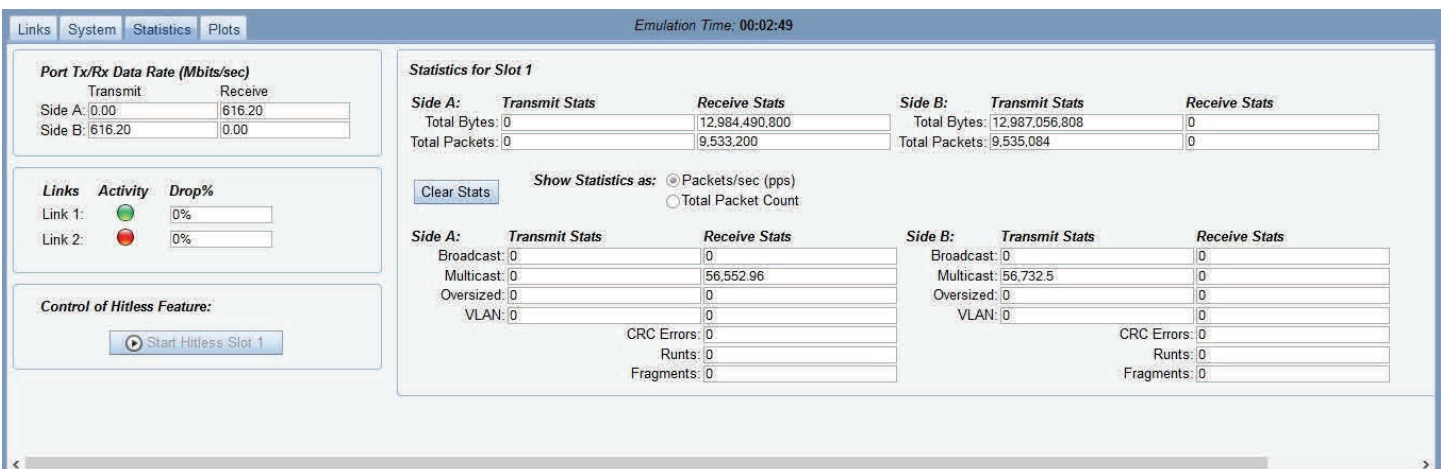 Links System Statistics Plots
Emulation Time: 00:02:49
Port Tx/Rx Data Rate (Mbits/sec)
Transmit Receive
Side A: 0.00 616.20
Side B: 616.20 0.00
Links Activity Drop%
Link 1: 0%
Link 2: 0%
Control of Hitless Feature:
Start Hitless Slot 1
Statistics for Slot 1
Side A: Transmit Stats Receive Stats Side B: Transmit Stats Receive Stats
Total Bytes: 0 12,984,490,800 Total Bytes: 12,987,056,808 0
Total Packets: 0 9,533,200 Total Packets: 9,535,084 0
Clear Stats Show Statistics as: Packets/sec (pps)
Total Packet Count
Side A: Transmit Stats Receive Stats Side B: Transmit Stats Receive Stats
Broadcast: 0 0 Broadcast: 0 0
Multicast: 0 56,552.96 Multicast: 56,732.5 0
Oversized: 0 0 Oversized: 0 0
VLAN: 0 0 VLAN: 0 0
CRC Errors: 0 CRC Errors: 0
Runts: 0 Runts: 0
Fragments: 0 Fragments: 0